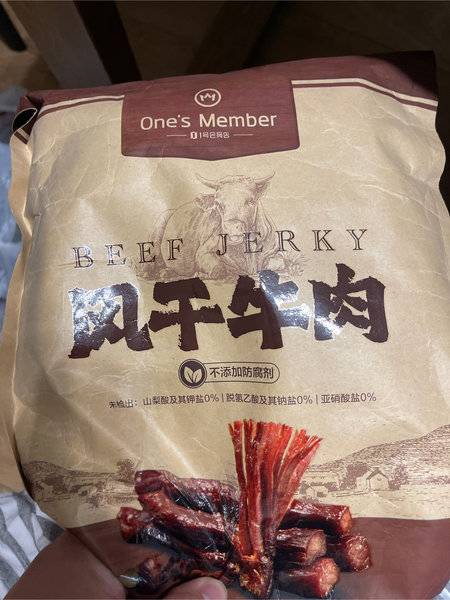 One's Member
1号会员店
BEEF JERKY
风干牛肉
不添加防腐剂
未检出：山梨酸及其钾盐0% | 脱氢乙酸及其钠盐0% | 亚硝酸盐0%